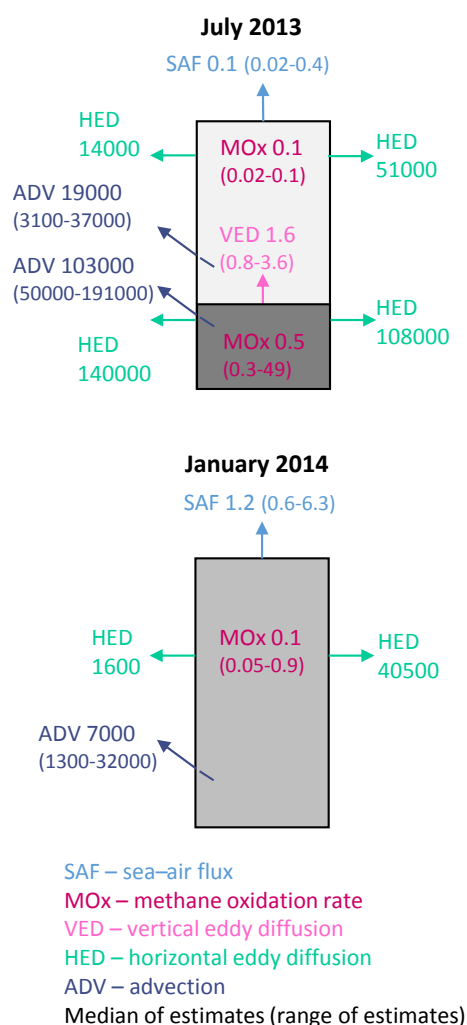 July 2013
SAF 0.1 (0.02-0.4)
HED
14000
MOx 0.1
(0.02-0.1)
HED
51000
ADV 19000
(3100-37000)
VED 1.6
(0.8-3.6)
ADV 103000
(50000-191000)
HED
140000
MOx 0.5
(0.3-49)
HED
108000
January 2014
SAF 1.2 (0.6-6.3)
HED
1600
MOx 0.1
(0.05-0.9)
HED
40500
ADV 7000
(1300-32000)
SAF – sea–air flux
MOx – methane oxidation rate
VED – vertical eddy diffusion
HED – horizontal eddy diffusion
ADV – advection
Median of estimates (range of estimates)